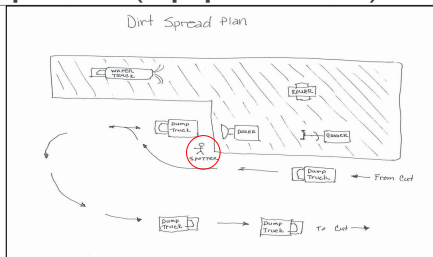 Dirt Spread Plan
WATER
TRUCK
ROLLER
Dump
Truck
DOZER
SPOTTER
Dump
Truck
From Cut
Dump
Truck
Dump
Truck
To Cut